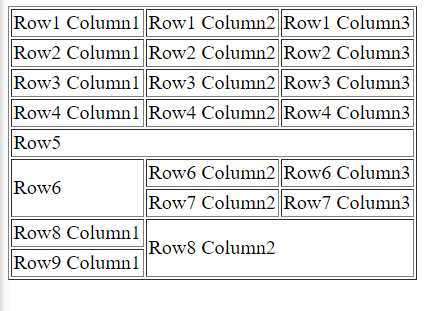 Row1 Column1 Row1 Column2 Row1 Column3
Row2 Column1 Row2 Column2 Row2 Column3
Row3 Column1 Row3 Column2 Row3 Column3
Row4 Column1 Row4 Column2 Row4 Column3
Row5
Row6
Row6 Column2 Row6 Column3
Row7 Column2 Row7 Column3
Row8 Column1
Row8 Column2
Row9 Column1